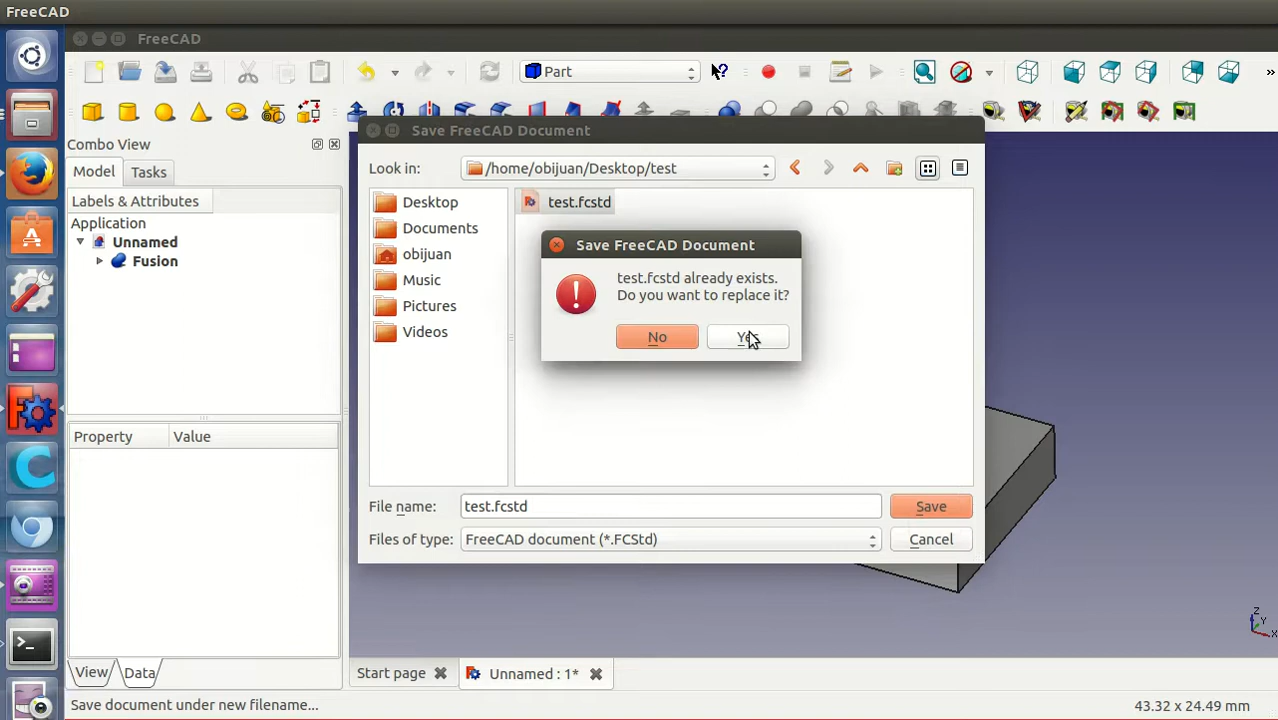 FreeCAD
FreeCAD
Part
Combo View
Model
Tasks
Labels & Attributes
Application
Unnamed
Fusion
Property
Value
View
Data
Save FreeCAD Document
Look in:
/home/obijuan/Desktop/test
Desktop
Documents
obijuan
Music
Pictures
Videos
test.fcstd
Save FreeCAD Document
test.fcstd already exists.
Do you want to replace it?
No
File name:
test.fcstd
Save
Files of type:
FreeCAD document (*.FCStd)
Cancel
Z
Y
X
Start page
Unnamed : 1*
Save document under new filename...
43.32 x 24.49 mm